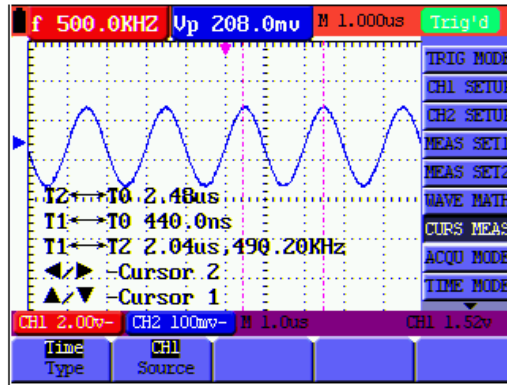 f 500.0KHZ Vp 208.0mv M 1.000us Trig'd
TRIG MODE
CH1 SETUP
CH2 SETUP
MEAS SET1
MEAS SET2
WAVE MATH
CURS MEAS
ACQU MODE
TIME MODE
T2←→T0 2.48us
T1←→T0 440.0ns
T1←→T2 2.04us,490.20KHz
◄/► -Cursor 2
▲/▼ -Cursor 1
CH1 2.00v- CH2 100mv- M 1.0us CH1 1.52v
Time CH1
Type Source